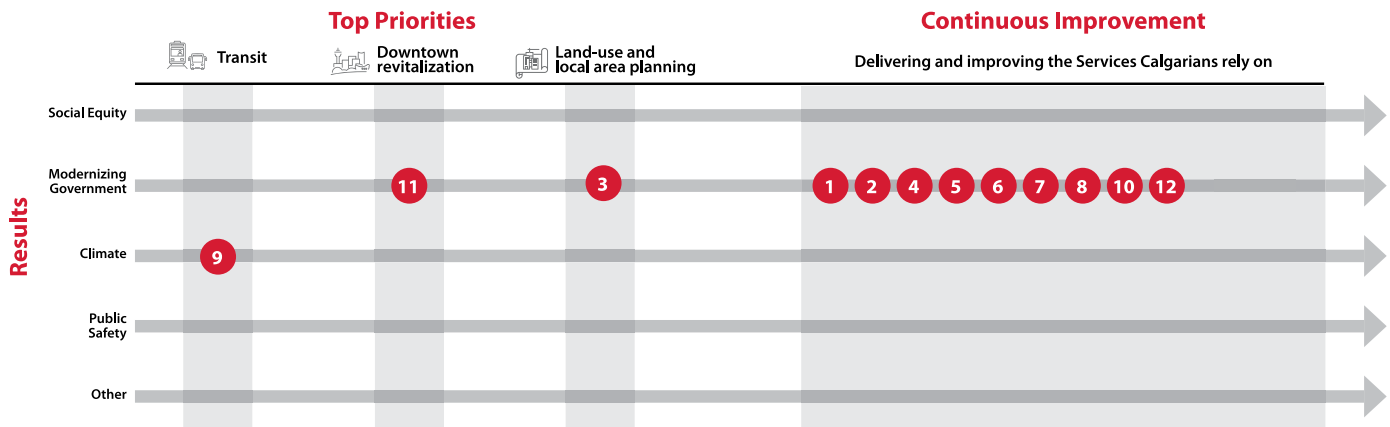 Top Priorities
Continuous Improvement
Transit
Downtown
revitalization
Land-use and
local area planning
Delivering and improving the Services Calgarians rely on
Results
Social Equity
Modernizing
Government
11
3
1 2 4 5 6 7 8 10 12
Climate
9
Public
Safety
Other